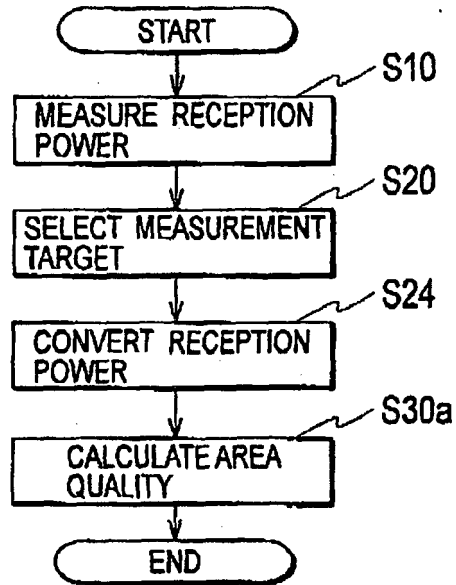 START
S10
MEASURE RECEPTION
POWER
S20
SELECT MEASUREMENT
TARGET
S24
CONVERT RECEPTION
POWER
S30a
CALCULATE AREA
QUALITY
END